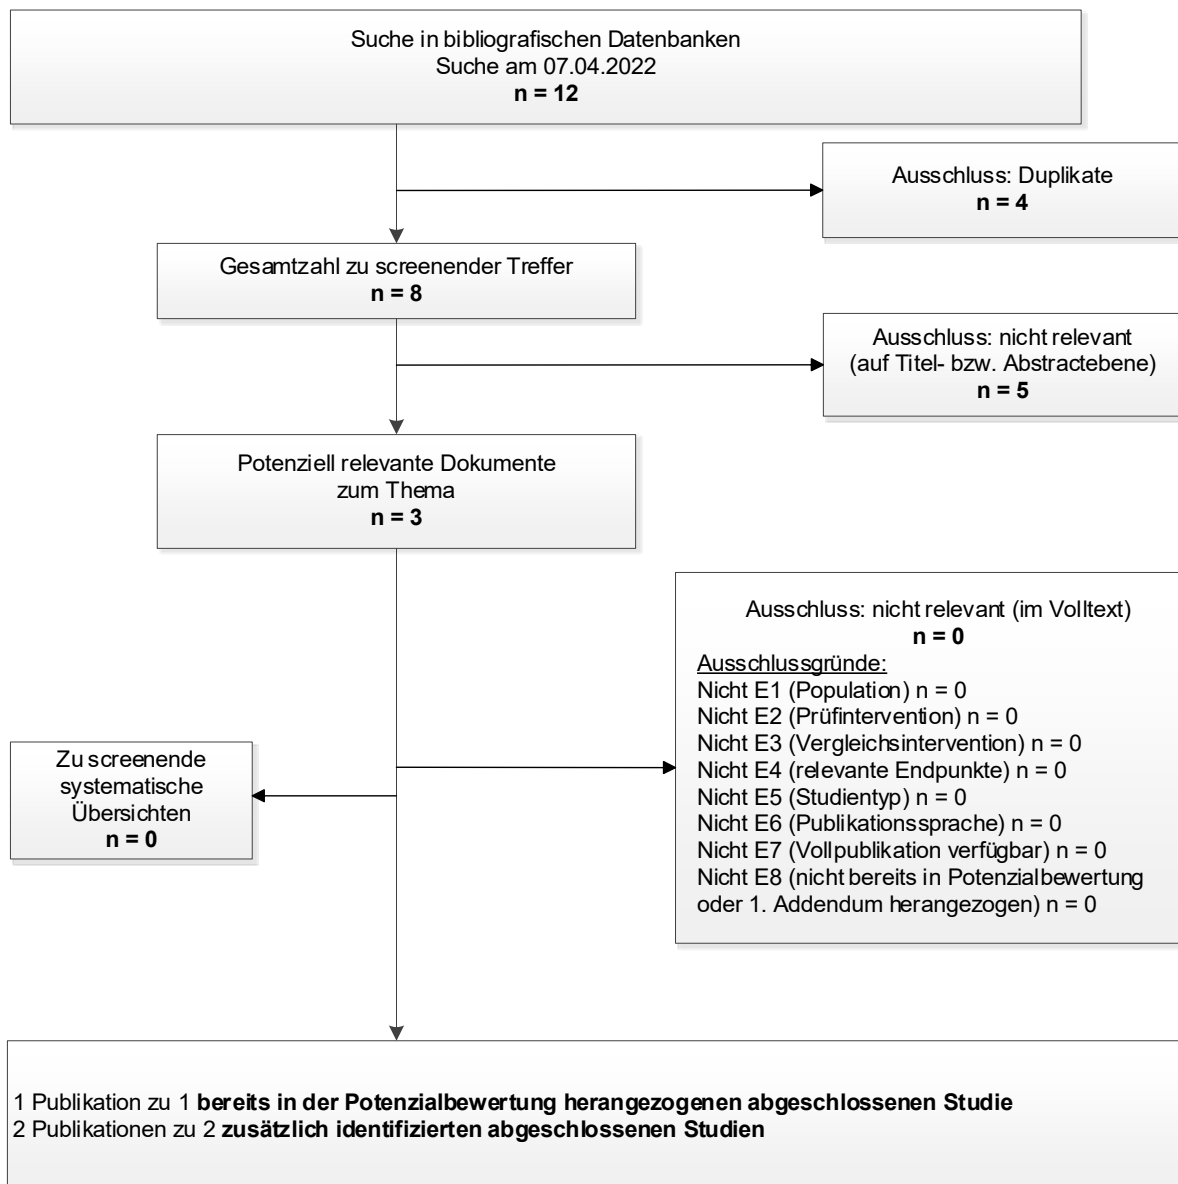 Suche in bibliografischen Datenbanken
Suche am 07.04.2022
n = 12
Ausschluss: Duplikate
n = 4
Gesamtzahl zu screenender Treffer
n = 8
Ausschluss: nicht relevant
(auf Titel- bzw. Abstractebene)
n = 5
Potenziell relevante Dokumente
zum Thema
n = 3
Ausschluss: nicht relevant (im Volltext)
n = 0
Ausschlussgründe:
Nicht E1 (Population) n = 0
Nicht E2 (Prüfintervention) n = 0
Nicht E3 (Vergleichsintervention) n = 0
Nicht E4 (relevante Endpunkte) n = 0
Nicht E5 (Studientyp) n = 0
Nicht E6 (Publikationssprache) n = 0
Nicht E7 (Vollpublikation verfügbar) n = 0
Nicht E8 (nicht bereits in Potenzialbewertung
oder 1. Addendum herangezogen) n = 0
Zu screenende
systematische
Übersichten
n = 0
1 Publikation zu 1 bereits in der Potenzialbewertung herangezogenen abgeschlossenen Studie
2 Publikationen zu 2 zusätzlich identifizierten abgeschlossenen Studien